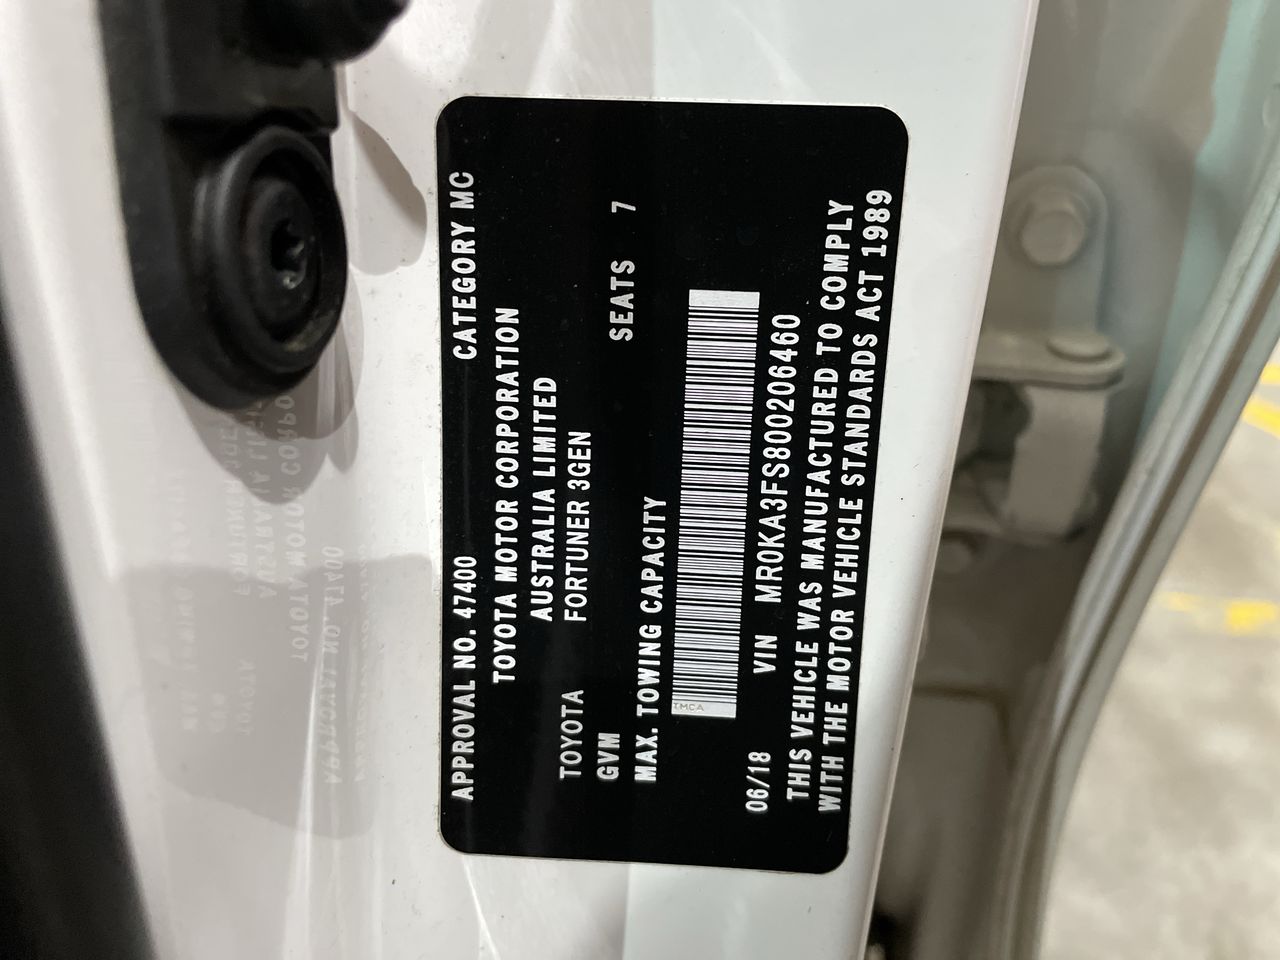 APPROVAL NO. 47400 CATEGORY MC
TOYOTA MOTOR CORPORATION
AUSTRALIA LIMITED
TOYOTA FORTUNER 3GEN
GVM SEATS 7
MAX. TOWING CAPACITY
TMCA
06/18 VIN MR0KA3FS800206460
THIS VEHICLE WAS MANUFACTURED TO COMPLY
WITH THE MOTOR VEHICLE STANDARDS ACT 1989